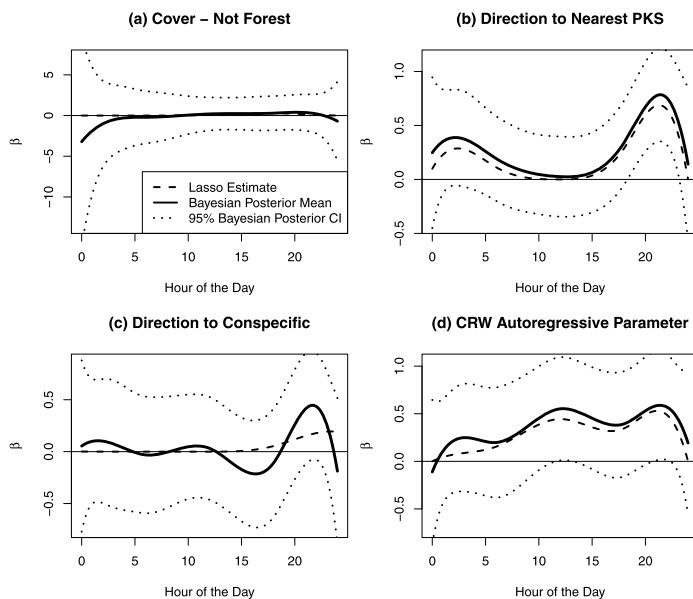 (a) Cover − Not Forest
5
0
−5
−10
β
Lasso Estimate
Bayesian Posterior Mean
95% Bayesian Posterior CI
0 5 10 15 20
Hour of the Day
(b) Direction to Nearest PKS
1.0
0.5
0.0
−0.5
β
0 5 10 15 20
Hour of the Day
(c) Direction to Conspecific
0.5
0.0
−0.5
β
0 5 10 15 20
Hour of the Day
(d) CRW Autoregressive Parameter
1.0
0.5
0.0
−0.5
β
0 5 10 15 20
Hour of the Day